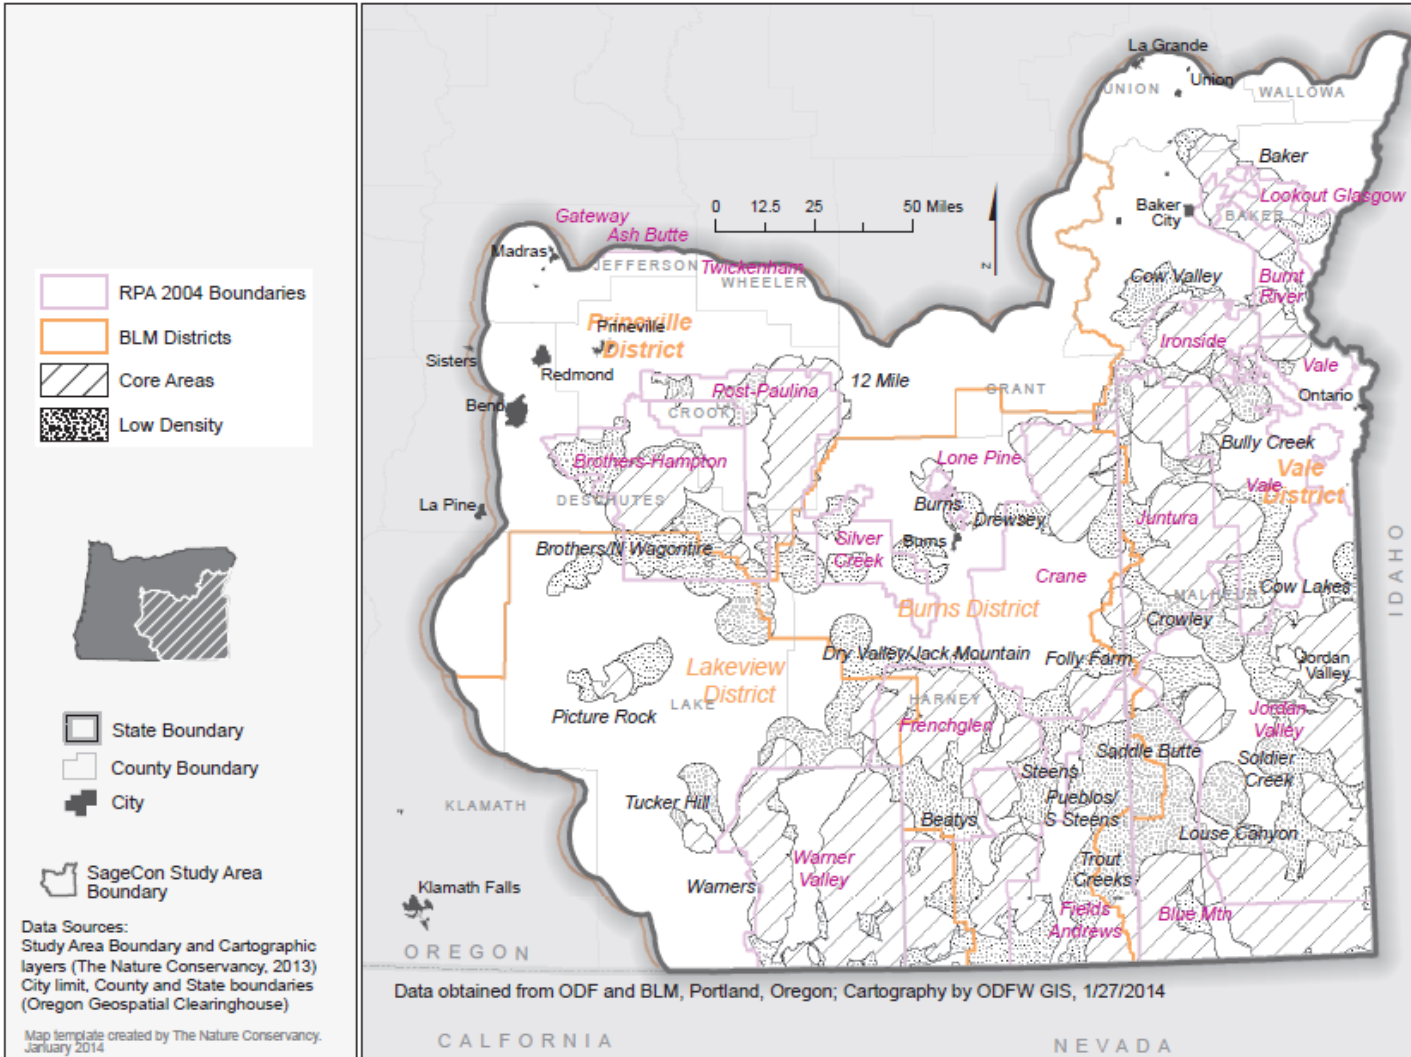 RPA 2004 Boundaries
BLM Districts
Core Areas
Low Density
State Boundary
County Boundary
City
SageCon Study Area
Boundary
Data Sources:
Study Area Boundary and Cartographic
layers (The Nature Conservancy, 2013)
City limit, County and State boundaries
(Oregon Geospatial Clearinghouse)
Map template created by The Nature Conservancy.
January 2014
La Grande
Union
UNION
WALLOWA
Baker
Lookout Glasgow
Baker
City
BAKER
0 12.5 25 50 Miles
z
Gateway
Ash Butte
Madras
JEFFERSON
Twickenham
WHEELER
Cow Valley
Burnt
River
Prineville
Prineville
District
Ironside
Sisters
Redmond
Vale
Post-Paulina
12 Mile
GRANT
Ontario
Bend
CROOK
Bully Creek
Brothers-Hampton
Lone Pine
Vale
District
Vale
DESCHUTES
La Pine
Burns
Drewsey
Juntura
Silver
Creek
Burns
Brothers/N Wagontire
Crane
Cow Lakes
MALHEUR
IDAHO
Burns District
Crowley
Dry Valley/Jack Mountain
Folly Farm
Jordan
Valley
Lakeview
District
LAKE
HARNEY
Picture Rock
Frenchglen
Jordan
Valley
Saddle Butte
Soldier
Creek
Steens
Tucker Hill
KLAMATH
Pueblos/
S Steens
Beatys
Louse Canyon
Warner
Valley
Warners
Trout
Creeks
Klamath Falls
Fields
Andrews
Blue Mtn
OREGON
Data obtained from ODF and BLM, Portland, Oregon; Cartography by ODFW GIS, 1/27/2014
CALIFORNIA
NEVADA